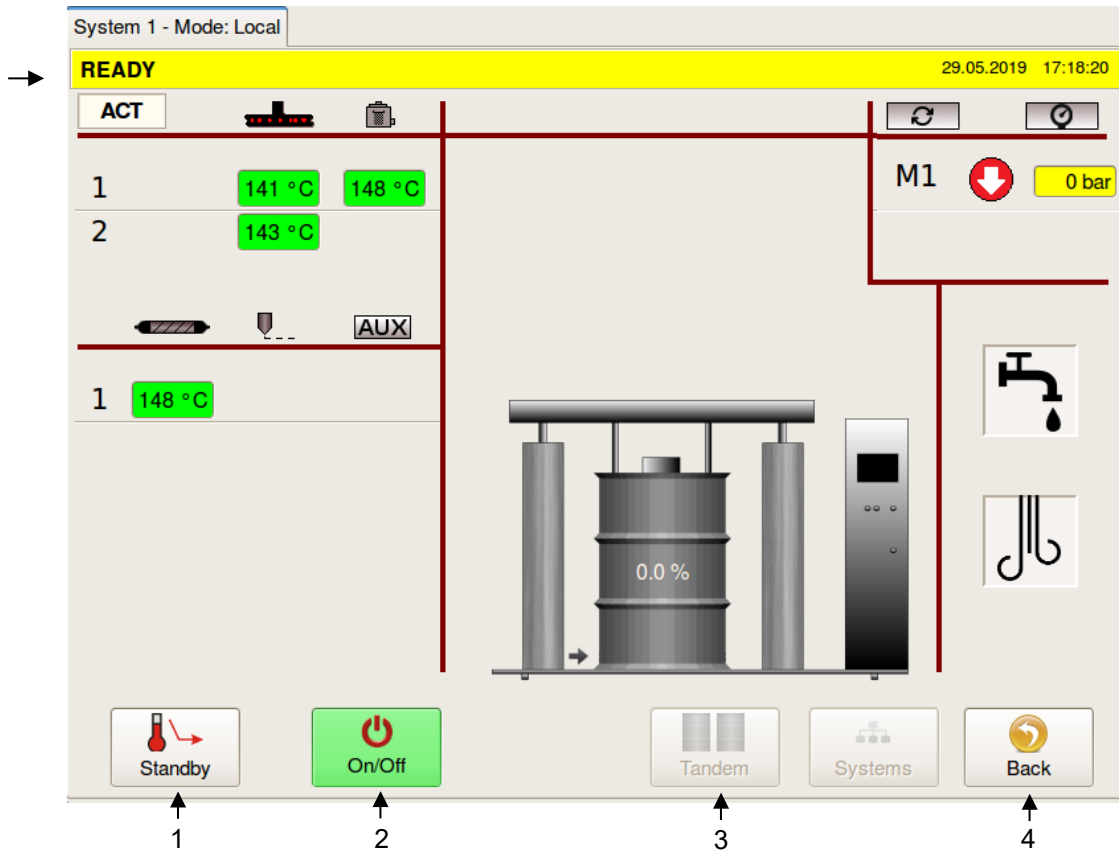 System 1 - Mode: Local
READY 29.05.2019 17:18:20
ACT
1 141 °C 148 °C
2 143 °C
M1 0 bar
AUX
1 148 °C
0.0 %
Standby On/Off Tandem Systems Back
1 2 3 4